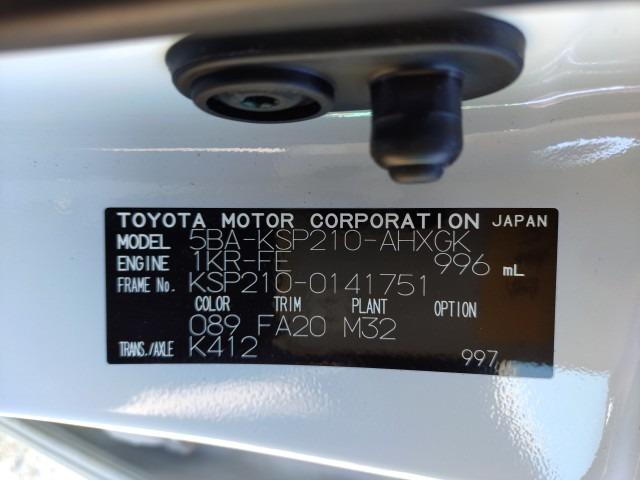 TOYOTA MOTOR CORPORATION JAPAN
MODEL 5BA-KSP210-AHXGK
ENGINE 1KR-FE 996 mL
FRAME No. KSP210-0141751
COLOR TRIM PLANT OPTION
089 FA20 M32
TRANS./AXLE K412
997